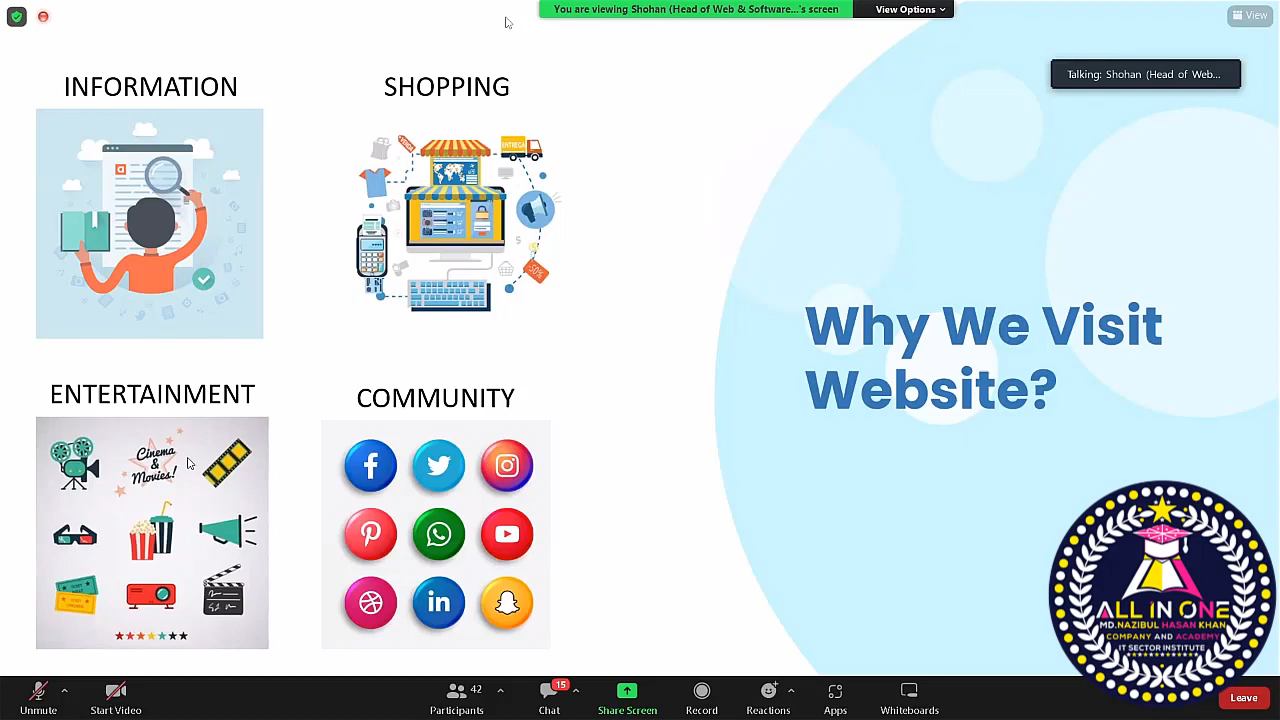 You are viewing Shohan (Head of Web & Software...'s screen
View Options
View
Talking: Shohan (Head of Web...
INFORMATION
SHOPPING
ENTREGA
50%
Why We Visit
Website?
ENTERTAINMENT
COMMUNITY
Cinema
&
Movies!
ALL IN ONE
MD.NAZIBUL HASAN KHAN
COMPANY AND ACADEMY
IT SECTOR INSTITUTE
Unmute
Start Video
42
Participants
15
Chat
Share Screen
Record
Reactions
Apps
Whiteboards
Leave